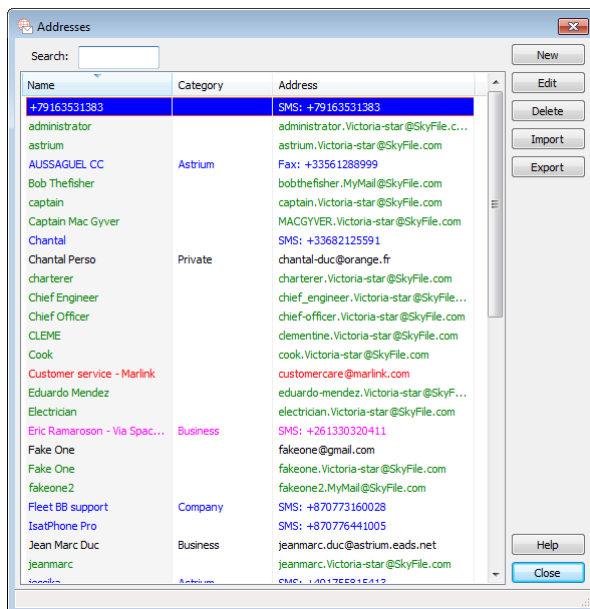 Addresses
Search:
New
Name Category Address
Edit
+79163531383 SMS: +79163531383
Delete
administrator administrator.Victoria-star@SkyFile.c...
astrium astrium.Victoria-star@SkyFile.com
Import
AUSSAGUEL CC Astrium Fax: +33561288999
Export
Bob Thefisher bobthefisher.MyMail@SkyFile.com
captain captain.Victoria-star@SkyFile.com
Captain Mac Gyver MACGYVER.Victoria-star@SkyFile.com
Chantal SMS: +33682125591
Chantal Perso Private chantal-duc@orange.fr
charterer charterer.Victoria-star@SkyFile.com
Chief Engineer chief_engineer.Victoria-star@SkyFile...
Chief Officer chief-officer.Victoria-star@SkyFile.com
CLEME clementine.Victoria-star@SkyFile.com
Cook cook.Victoria-star@SkyFile.com
Customer service - Marlink customercare@marlink.com
Eduardo Mendez eduardo-mendez.Victoria-star@SkyF...
Electrician electrician.Victoria-star@SkyFile.com
Eric Ramaroson - Via Spac... Business SMS: +261330320411
Fake One fakeone@gmail.com
Fake One fakeone.Victoria-star@SkyFile.com
fakeone2 fakeone2.MyMail@SkyFile.com
Fleet BB support Company SMS: +870773160028
IsatPhone Pro SMS: +870776441005
Jean Marc Duc Business jeanmarc.duc@astrium.eads.net
Help
jeanmarc jeanmarc.Victoria-star@SkyFile.com
Close
jessika Astrium SMS: +491755815413